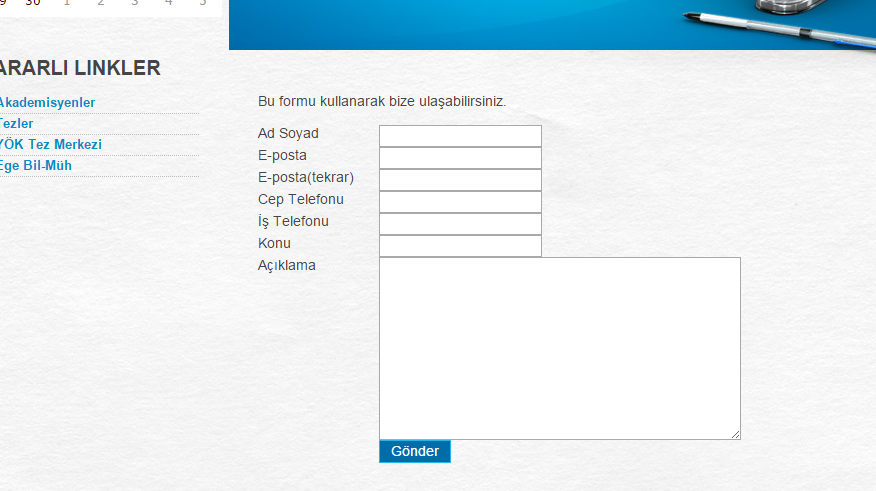 30 1 2 3 4 5
ARARLI LINKLER
Akademisyenler
Tezler
YÖK Tez Merkezi
Ege Bil-Müh
Bu formu kullanarak bize ulaşabilirsiniz.
Ad Soyad
E-posta
E-posta(tekrar)
Cep Telefonu
İş Telefonu
Konu
Açıklama
Gönder